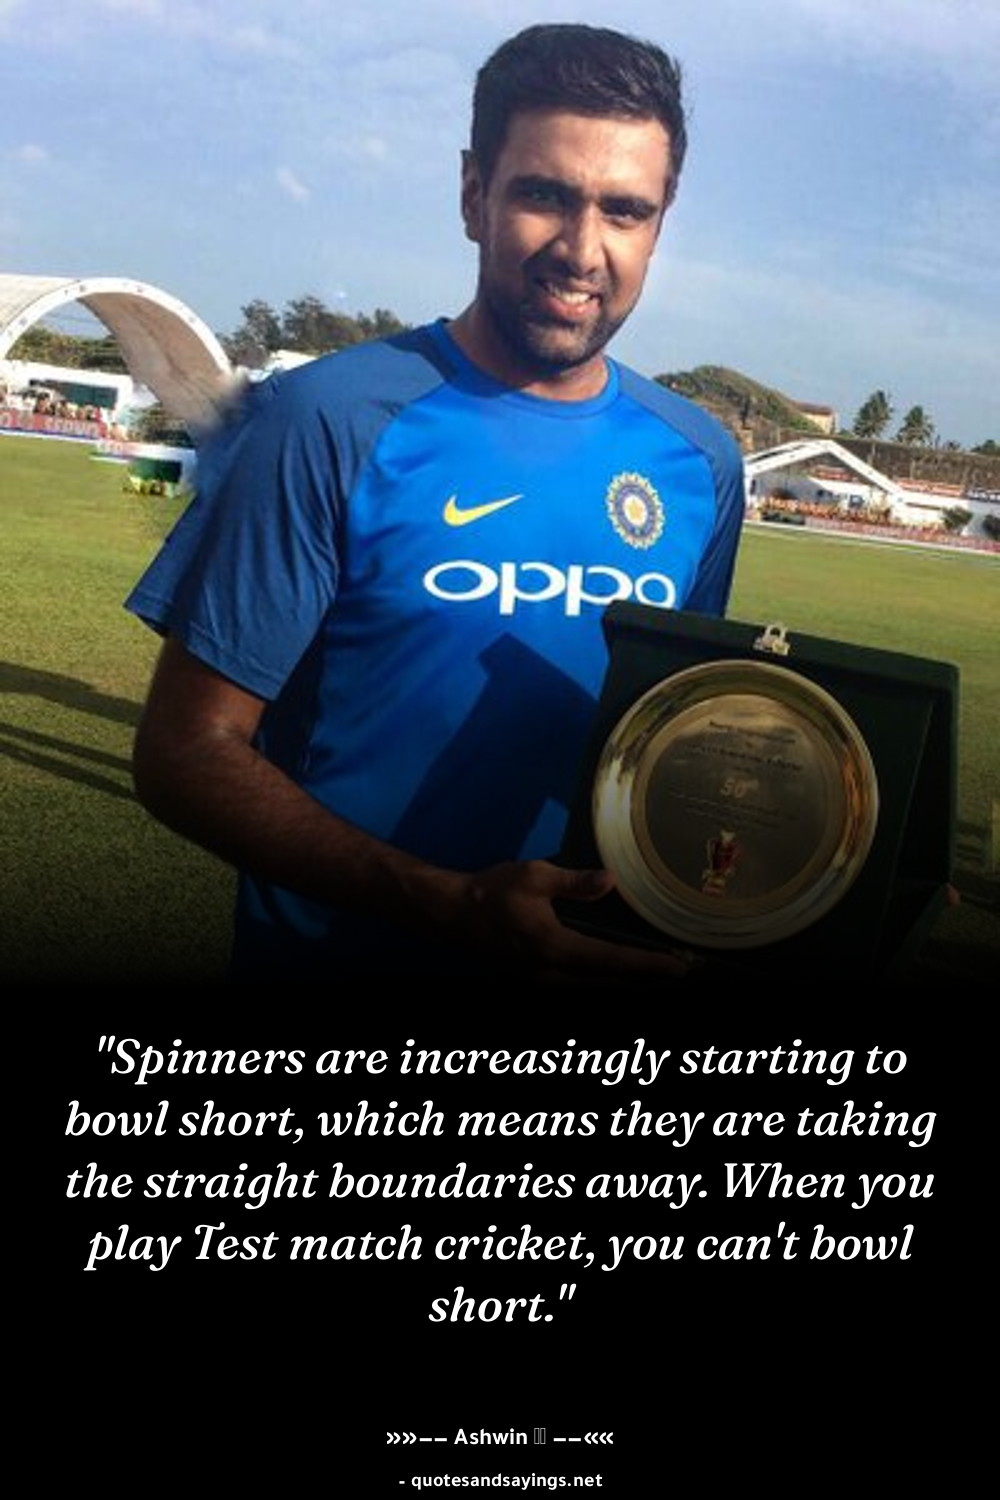 oppo
50th
"Spinners are increasingly starting to
bowl short, which means they are taking
the straight boundaries away. When you
play Test match cricket, you can't bowl
short."
»»–– Ashwin ––««
- quotesandsayings.net